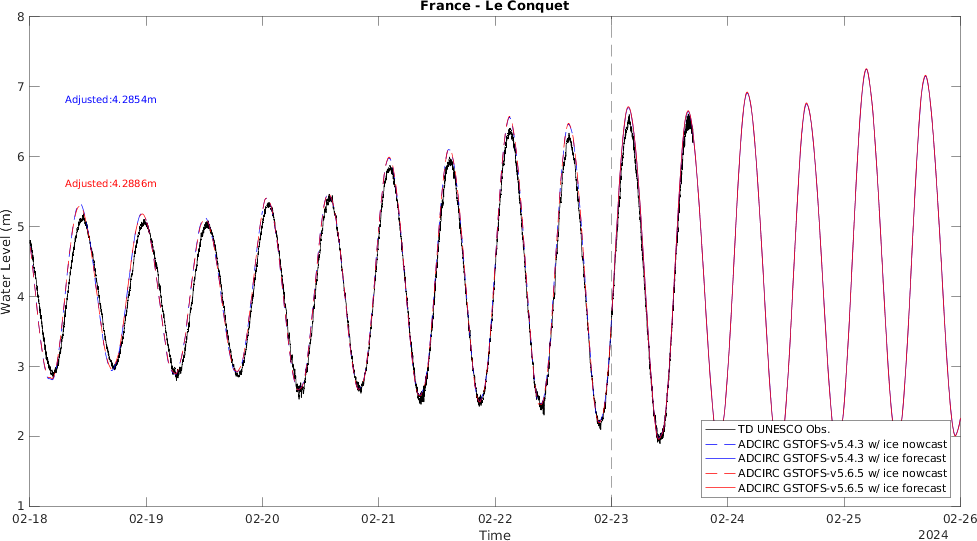 France - Le Conquet
8
7
6
5
4
3
2
1
Water Level (m)
Adjusted:4.2854m
Adjusted:4.2886m
TD UNESCO Obs.
ADCIRC GSTOFS-v5.4.3 w/ ice nowcast
ADCIRC GSTOFS-v5.4.3 w/ ice forecast
ADCIRC GSTOFS-v5.6.5 w/ ice nowcast
ADCIRC GSTOFS-v5.6.5 w/ ice forecast
02-18 02-19 02-20 02-21 02-22 02-23 02-24 02-25 02-26
Time
2024